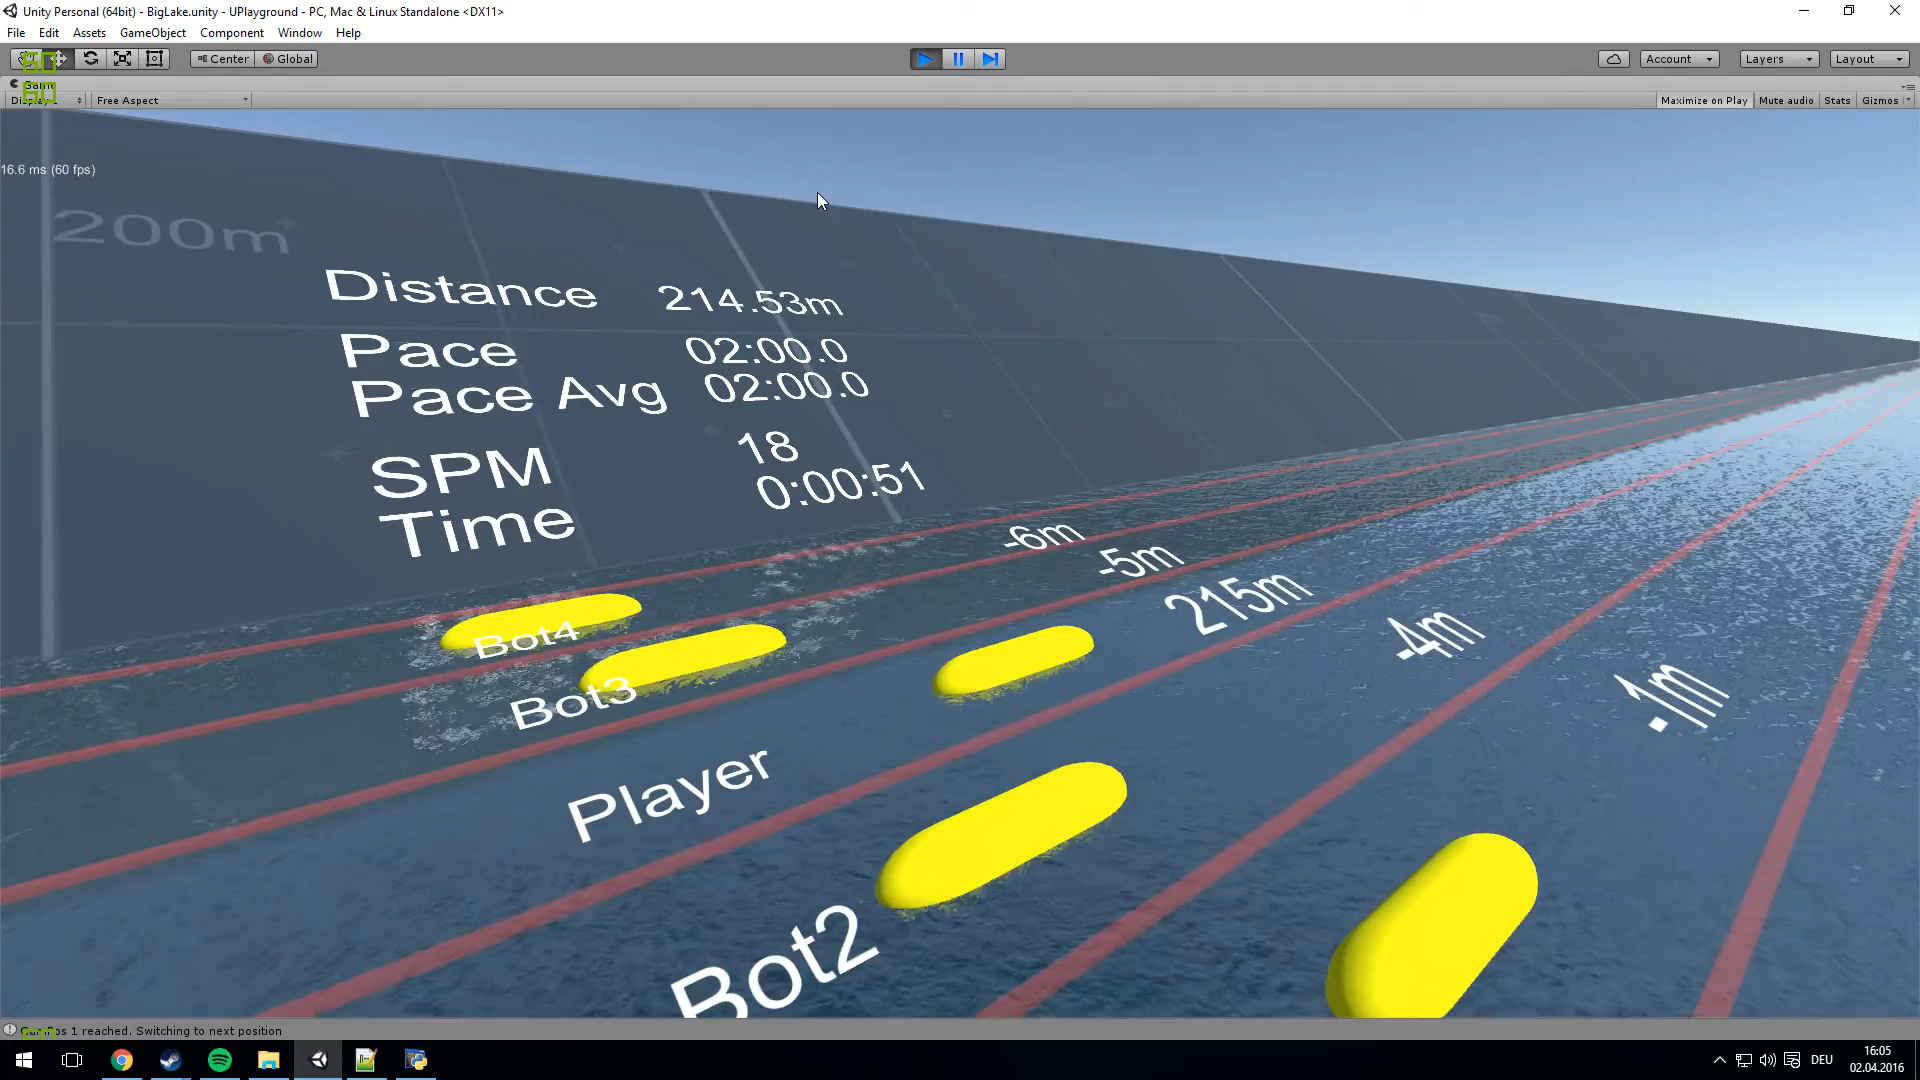 Unity Personal (64bit) - BigLake.unity - UPlayground - PC, Mac & Linux Standalone <DX11>
File Edit Assets GameObject Component Window Help
Center Global Account Layers Layout
60
60
Game
Free Aspect Maximize on Play Mute audio Stats Gizmos
16.6 ms (60 fps)
200m
Distance 214.53m
Pace 02:00.0
Pace Avg 02:00.0
SPM 18
Time 0:00:51
-6m
-5m
215m
-4m
-1m
Bot4
Bot3
Player
Bot2
1 reached. Switching to next position
DEU
16:05
02.04.2016